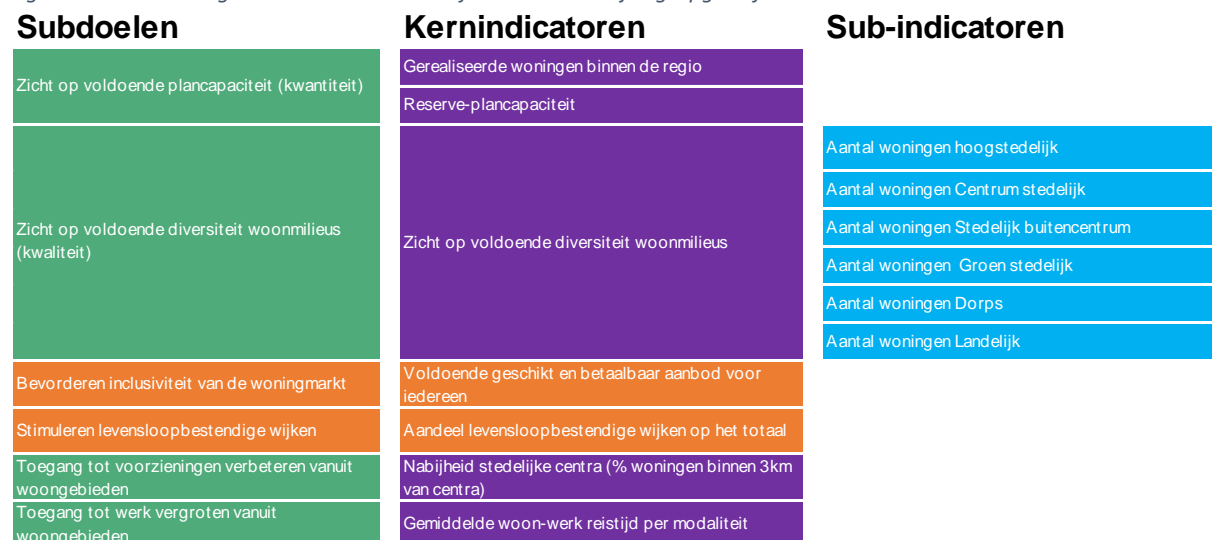 Subdoelen
Kernindicatoren
Sub-indicatoren
Zicht op voldoende plancapaciteit (kwantiteit)
Gerealiseerde woningen binnen de regio
Reserve-plancapaciteit
Zicht op voldoende diversiteit woonmilieus
(kwaliteit)
Zicht op voldoende diversiteit woonmilieus
Aantal woningen hoogstedelijk
Aantal woningen Centrum stedelijk
Aantal woningen Stedelijk buitencentrum
Aantal woningen  Groen stedelijk
Aantal woningen Dorps
Aantal woningen Landelijk
Bevorderen inclusiviteit van de woningmarkt
Voldoende geschikt en betaalbaar aanbod voor
iedereen
Stimuleren levensloopbestendige wijken
Aandeel levensloopbestendige wijken op het totaal
Toegang tot voorzieningen verbeteren vanuit
woongebieden
Nabijheid stedelijke centra (% woningen binnen 3km
van centra)
Toegang tot werk vergroten vanuit
woongebieden
Gemiddelde woon-werk reistijd per modaliteit